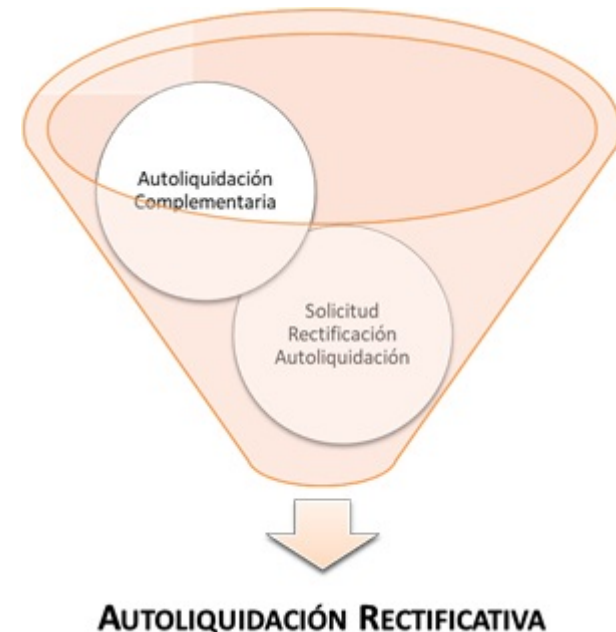 Autoliquidación
Complementaria
Solicitud
Rectificación
Autoliquidación
AUTOLIQUIDACIÓN RECTIFICATIVA